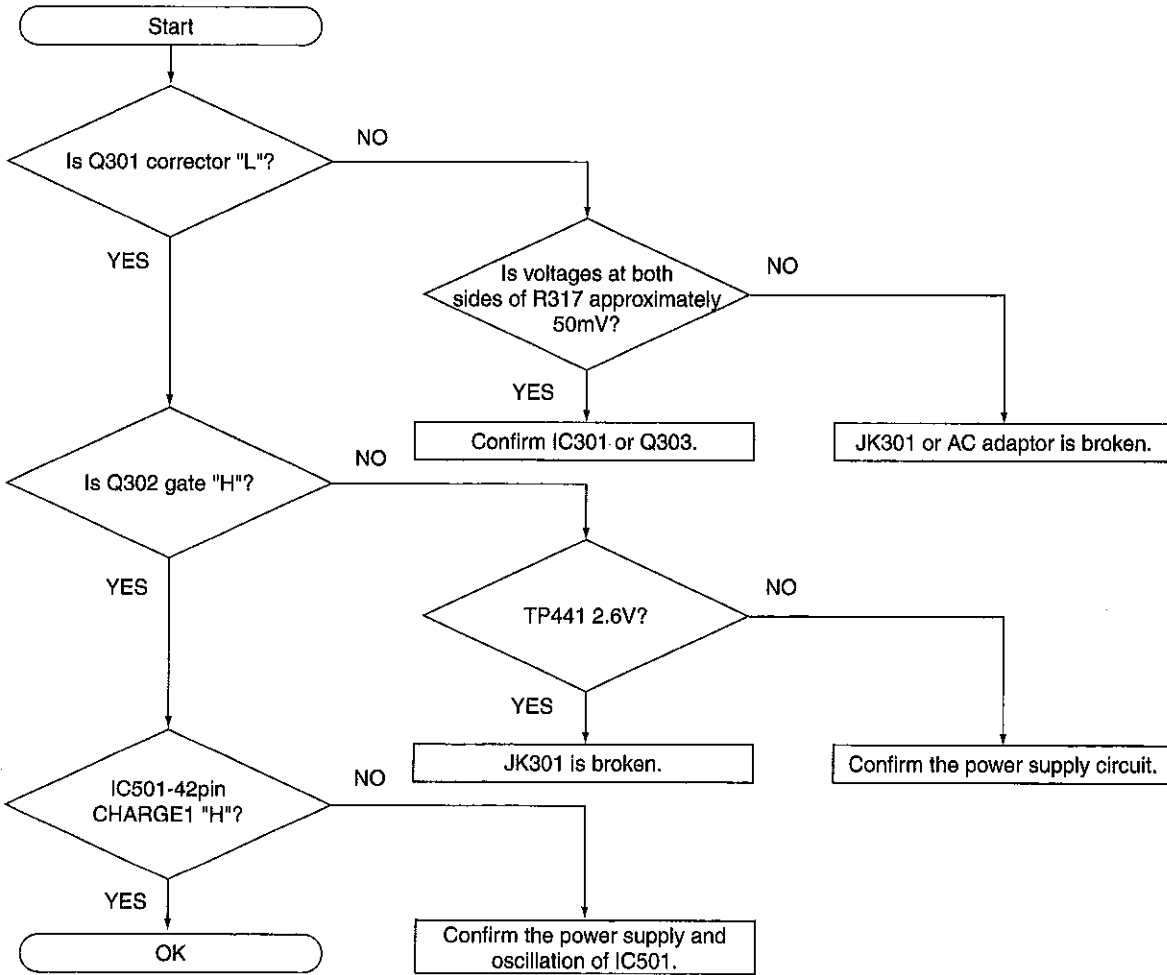 Start
Is Q301 corrector "L"?
NO
YES
Is voltages at both
sides of R317 approximately
50mV?
NO
YES
Confirm IC301 or Q303.
JK301 or AC adaptor is broken.
Is Q302 gate "H"?
NO
YES
TP441 2.6V?
NO
YES
JK301 is broken.
Confirm the power supply circuit.
IC501-42pin
CHARGE1 "H"?
NO
YES
OK
Confirm the power supply and
oscillation of IC501.